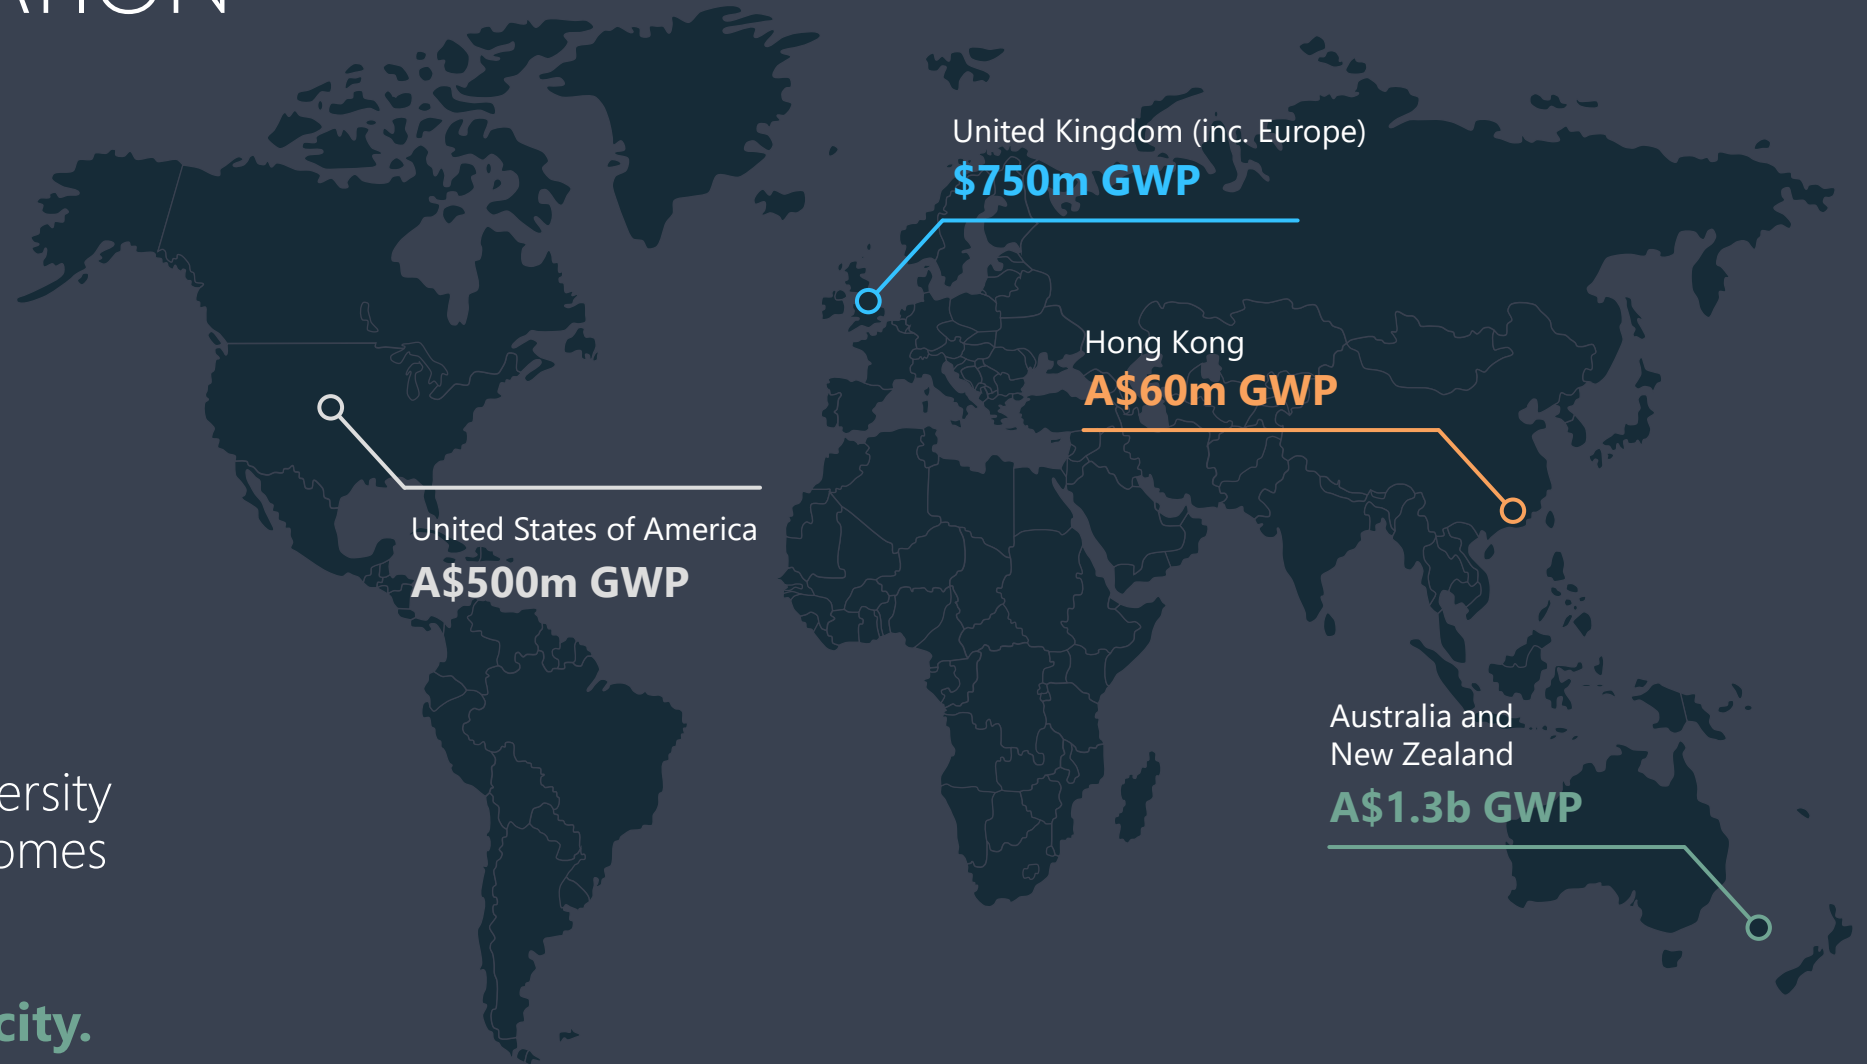 United Kingdom (inc. Europe)
$750m GWP
Hong Kong
A$60m GWP
United States of America
A$500m GWP
Australia and
New Zealand
A$1.3b GWP
ersity
omes
city.